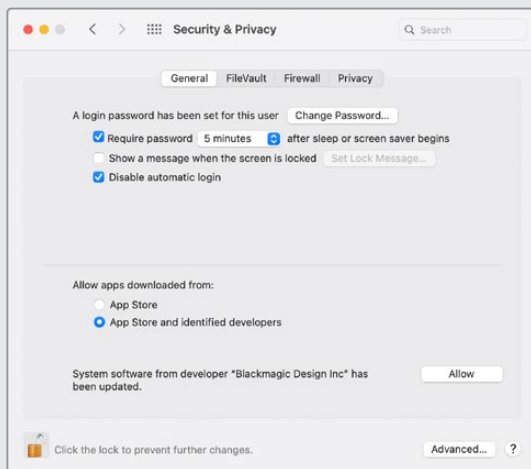 Security & Privacy
Search
General FileVault Firewall Privacy
A login password has been set for this user Change Password...
Require password 5 minutes after sleep or screen saver begins
Show a message when the screen is locked Set Lock Message...
Disable automatic login
Allow apps downloaded from:
App Store
App Store and identified developers
System software from developer “Blackmagic Design Inc” has Allow
been updated.
Click the lock to prevent further changes. Advanced... ?